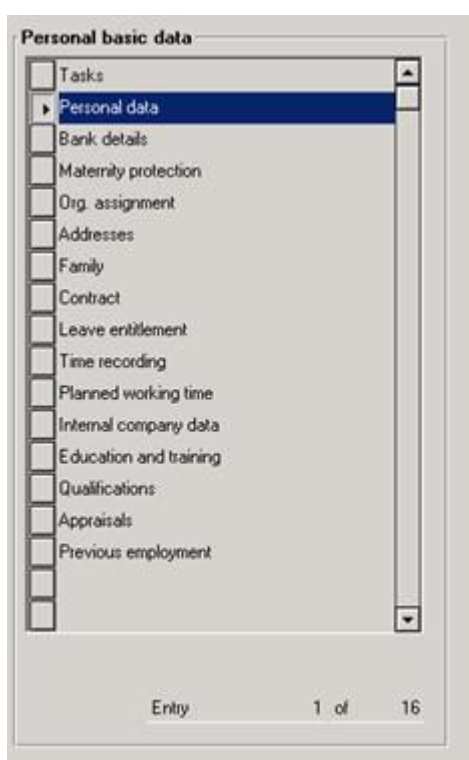 Personal basic data
Tasks
Personal data
Bank details
Maternity protection
Org. assignment
Addresses
Family
Contract
Leave entitlement
Time recording
Planned working time
Internal company data
Education and training
Qualifications
Appraisals
Previous employment
Entry 1 of 16